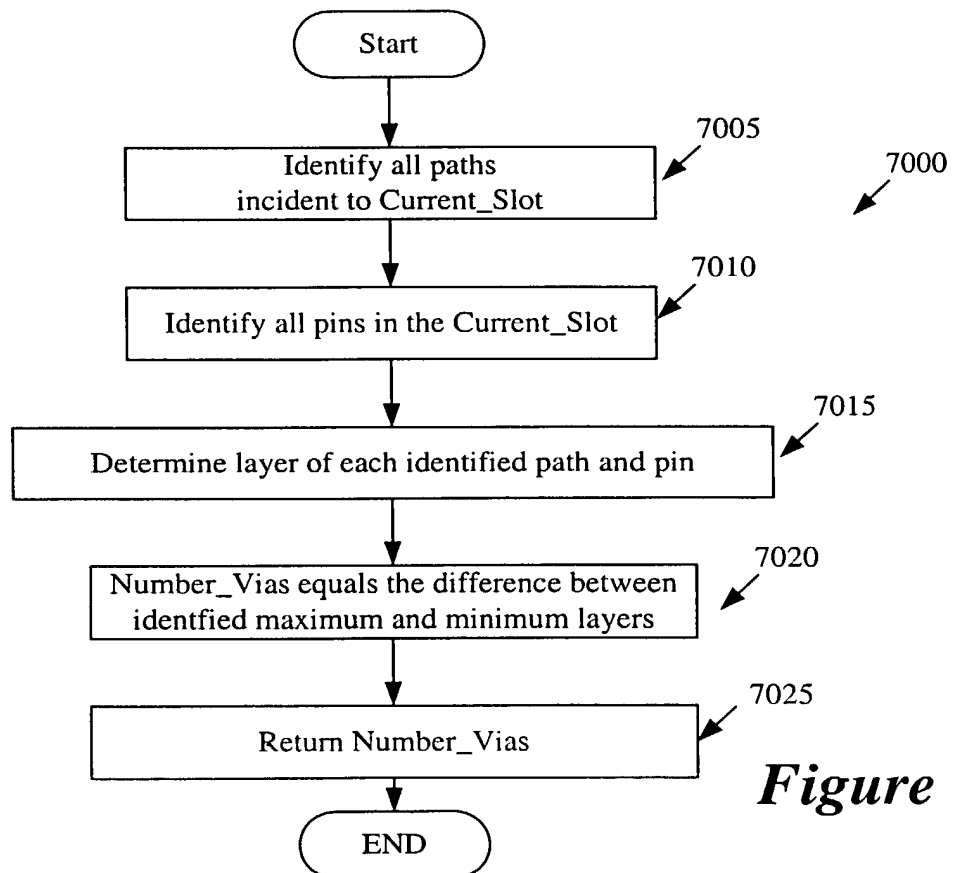 Start
7005
Identify all paths
incident to Current_Slot
7000
7010
Identify all pins in the Current_Slot
7015
Determine layer of each identified path and pin
7020
Number_Vias equals the difference between
identfied maximum and minimum layers
7025
Return Number_Vias
Figure
END